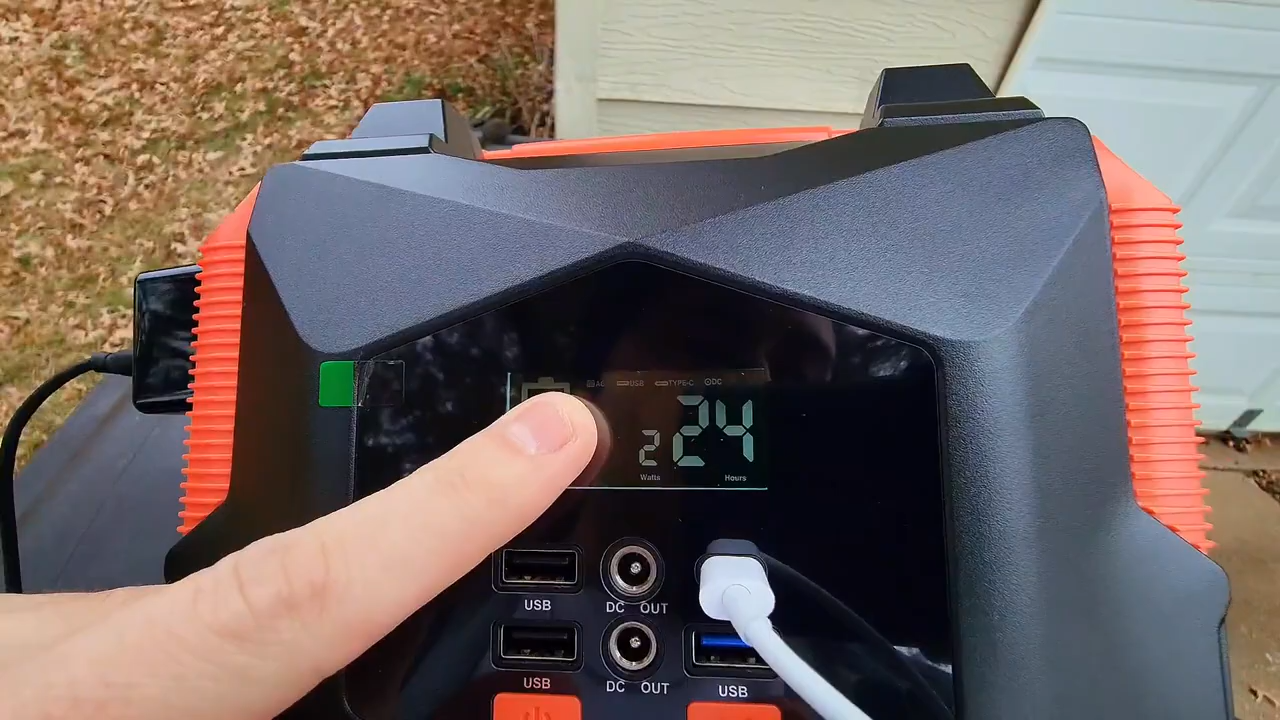 AC USB TYPE-C DC
2 24
Watts Hours
USB DC OUT
USB DC OUT USB